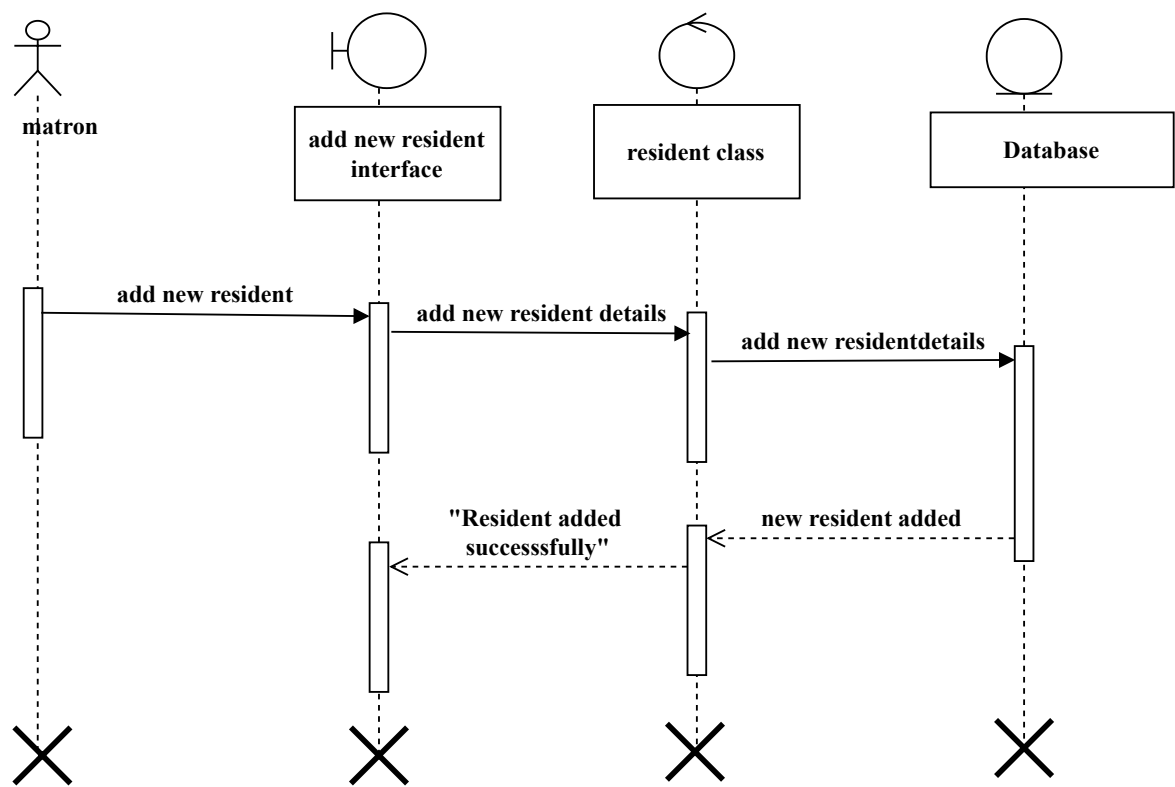 matron
add new resident
interface
resident class
Database
add new resident
add new resident details
add new residentdetails
"Resident added
successsfully"
new resident added